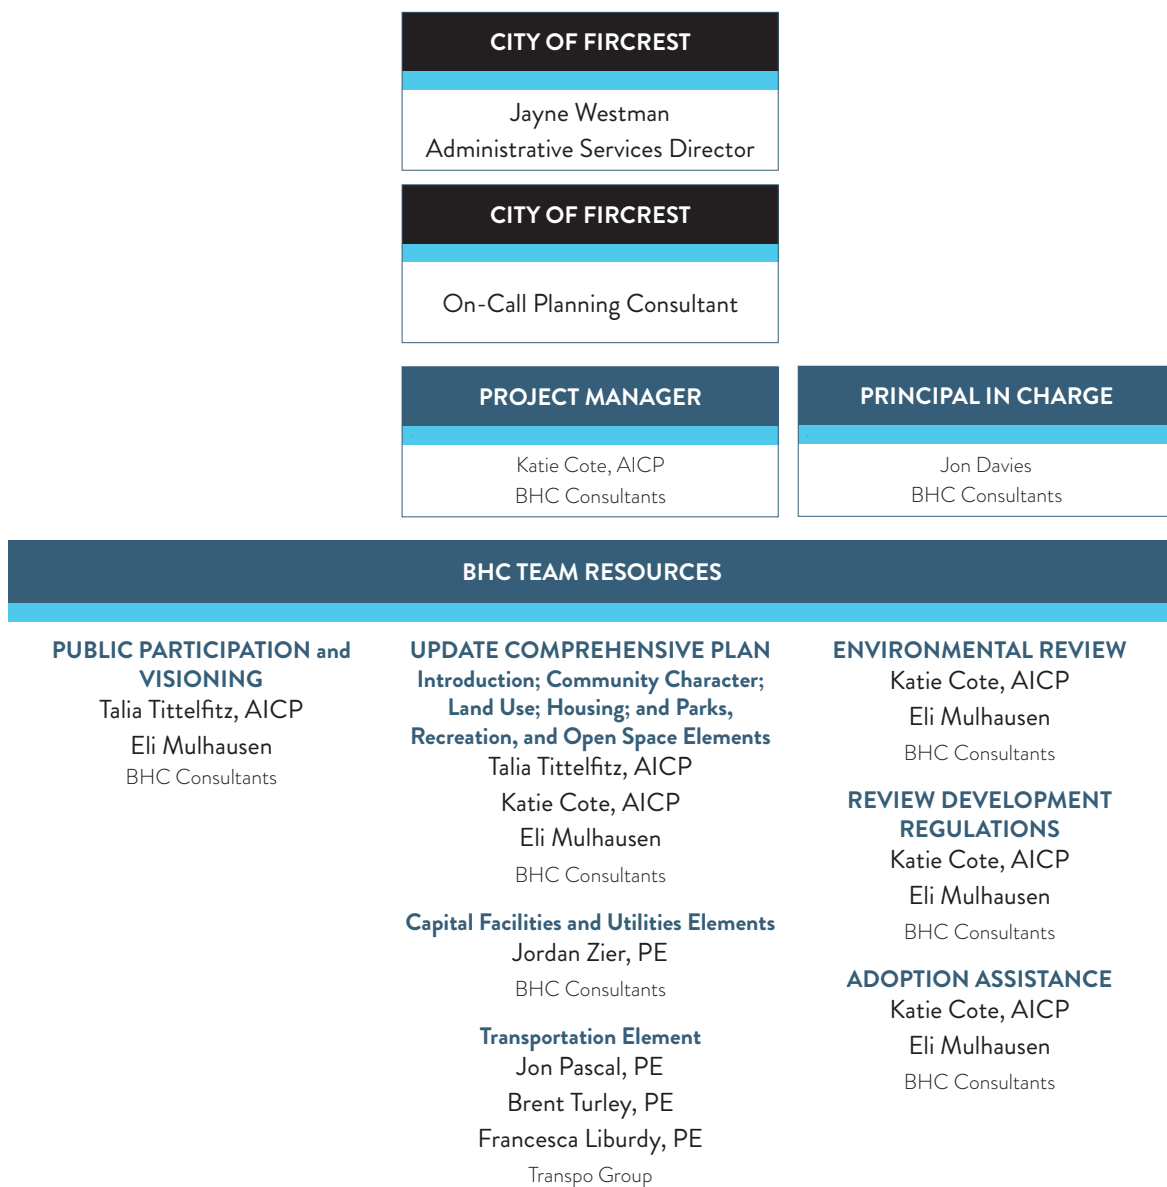 CITY OF FIRCREST
Jayne Westman
Administrative Services Director
CITY OF FIRCREST
On-Call Planning Consultant
PROJECT MANAGER
Katie Cote, AICP
BHC Consultants
PRINCIPAL IN CHARGE
Jon Davies
BHC Consultants
BHC TEAM RESOURCES
PUBLIC PARTICIPATION and
VISIONING
Talia Tittelfitz, AICP
Eli Mulhausen
BHC Consultants
UPDATE COMPREHENSIVE PLAN
Introduction; Community Character;
Land Use; Housing; and Parks,
Recreation, and Open Space Elements
Talia Tittelfitz, AICP
Katie Cote, AICP
Eli Mulhausen
BHC Consultants
Capital Facilities and Utilities Elements
Jordan Zier, PE
BHC Consultants
Transportation Element
Jon Pascal, PE
Brent Turley, PE
Francesca Liburdy, PE
Transpo Group
ENVIRONMENTAL REVIEW
Katie Cote, AICP
Eli Mulhausen
BHC Consultants
REVIEW DEVELOPMENT
REGULATIONS
Katie Cote, AICP
Eli Mulhausen
BHC Consultants
ADOPTION ASSISTANCE
Katie Cote, AICP
Eli Mulhausen
BHC Consultants